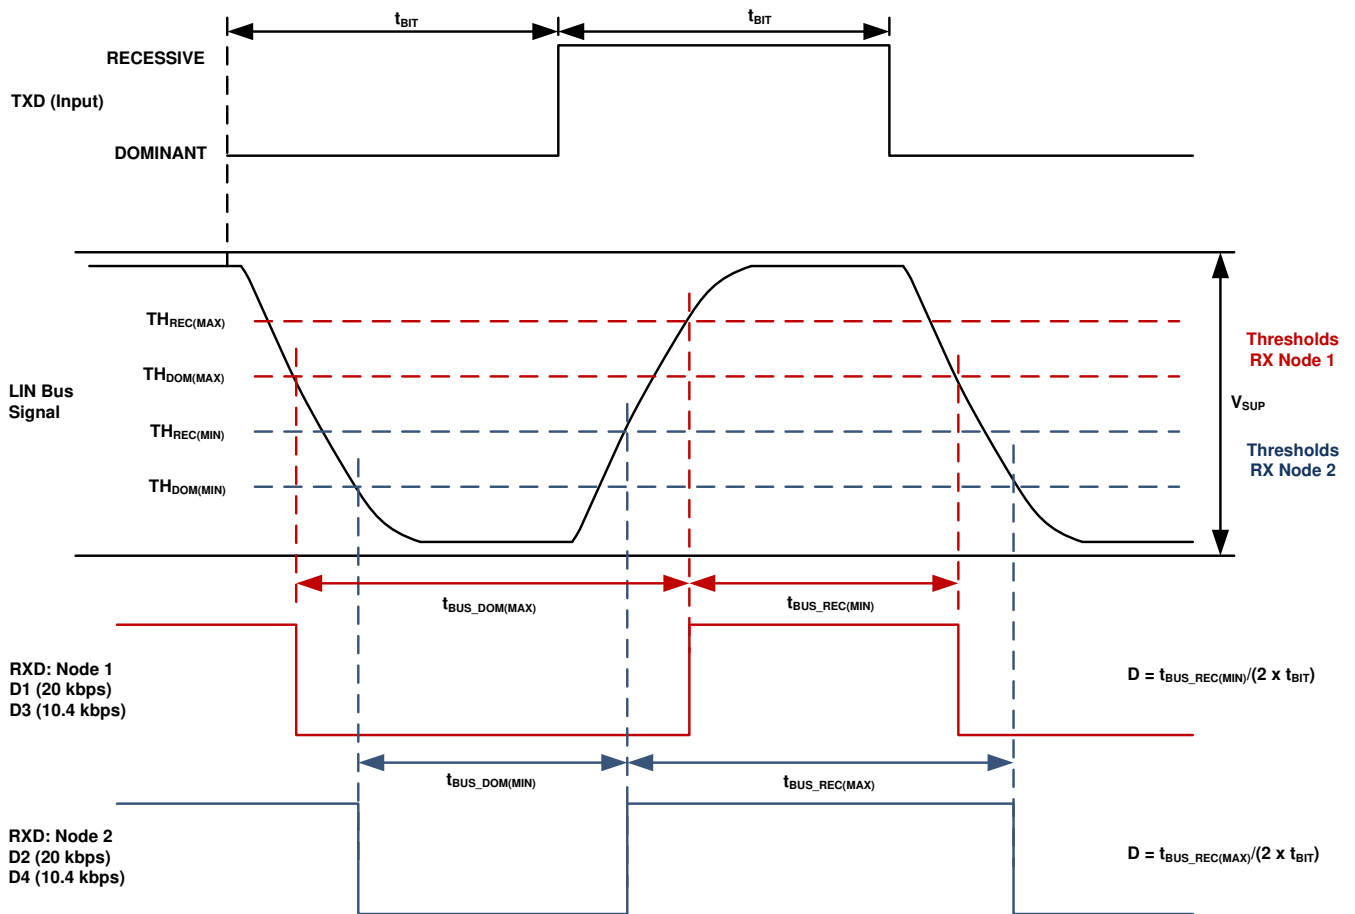 tBIT
tBIT
RECESSIVE
TXD (Input)
DOMINANT
THREC(MAX)
THDOM(MAX)
LIN Bus
Signal
THREC(MIN)
THDOM(MIN)
Thresholds
RX Node 1
VSUP
Thresholds
RX Node 2
tBUS_DOM(MAX)
tBUS_REC(MIN)
RXD: Node 1
D1 (20 kbps)
D3 (10.4 kbps)
D = tBUS_REC(MIN)/(2 x tBIT)
tBUS_DOM(MIN)
tBUS_REC(MAX)
RXD: Node 2
D2 (20 kbps)
D4 (10.4 kbps)
D = tBUS_REC(MAX)/(2 x tBIT)